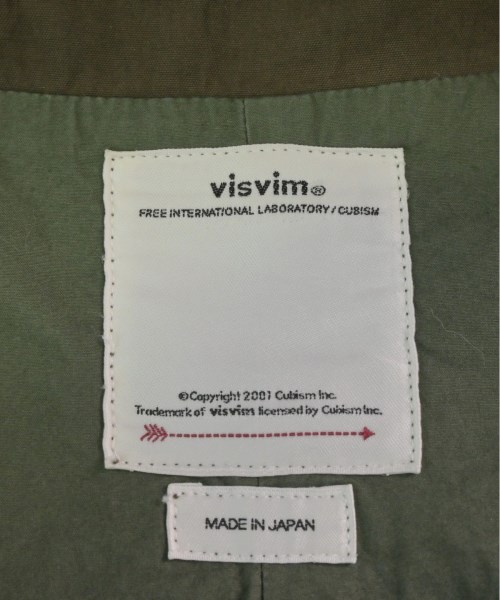 visvim®
FREE INTERNATIONAL LABORATORY / CUBISM
©Copyright 2001 Cubism Inc.
Trademark of visvim licensed by Cubism Inc.
MADE IN JAPAN